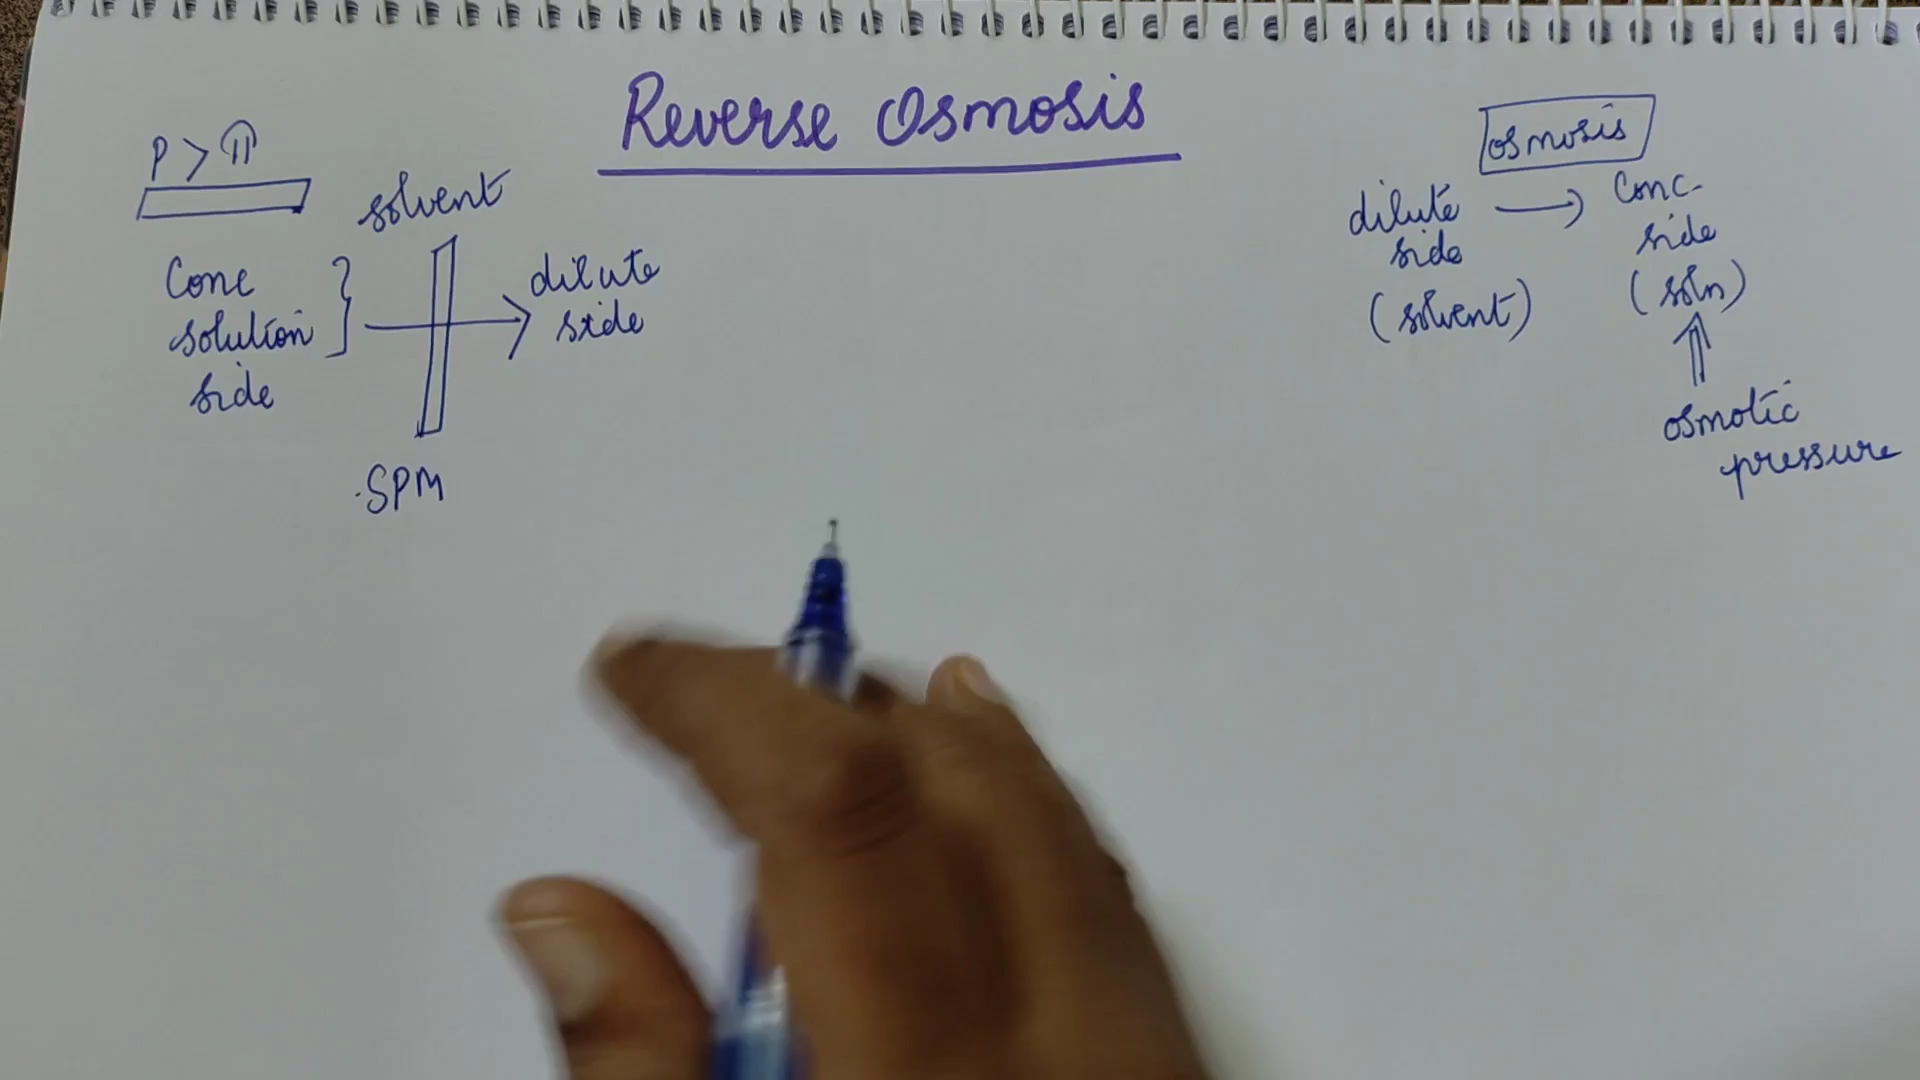 Reverse Osmosis
P > π
solvent
Conc
solution
side
dilute
side
SPM
osmosis
dilute
side
(solvent)
→
Conc.
side
(soln)
osmotic
pressure